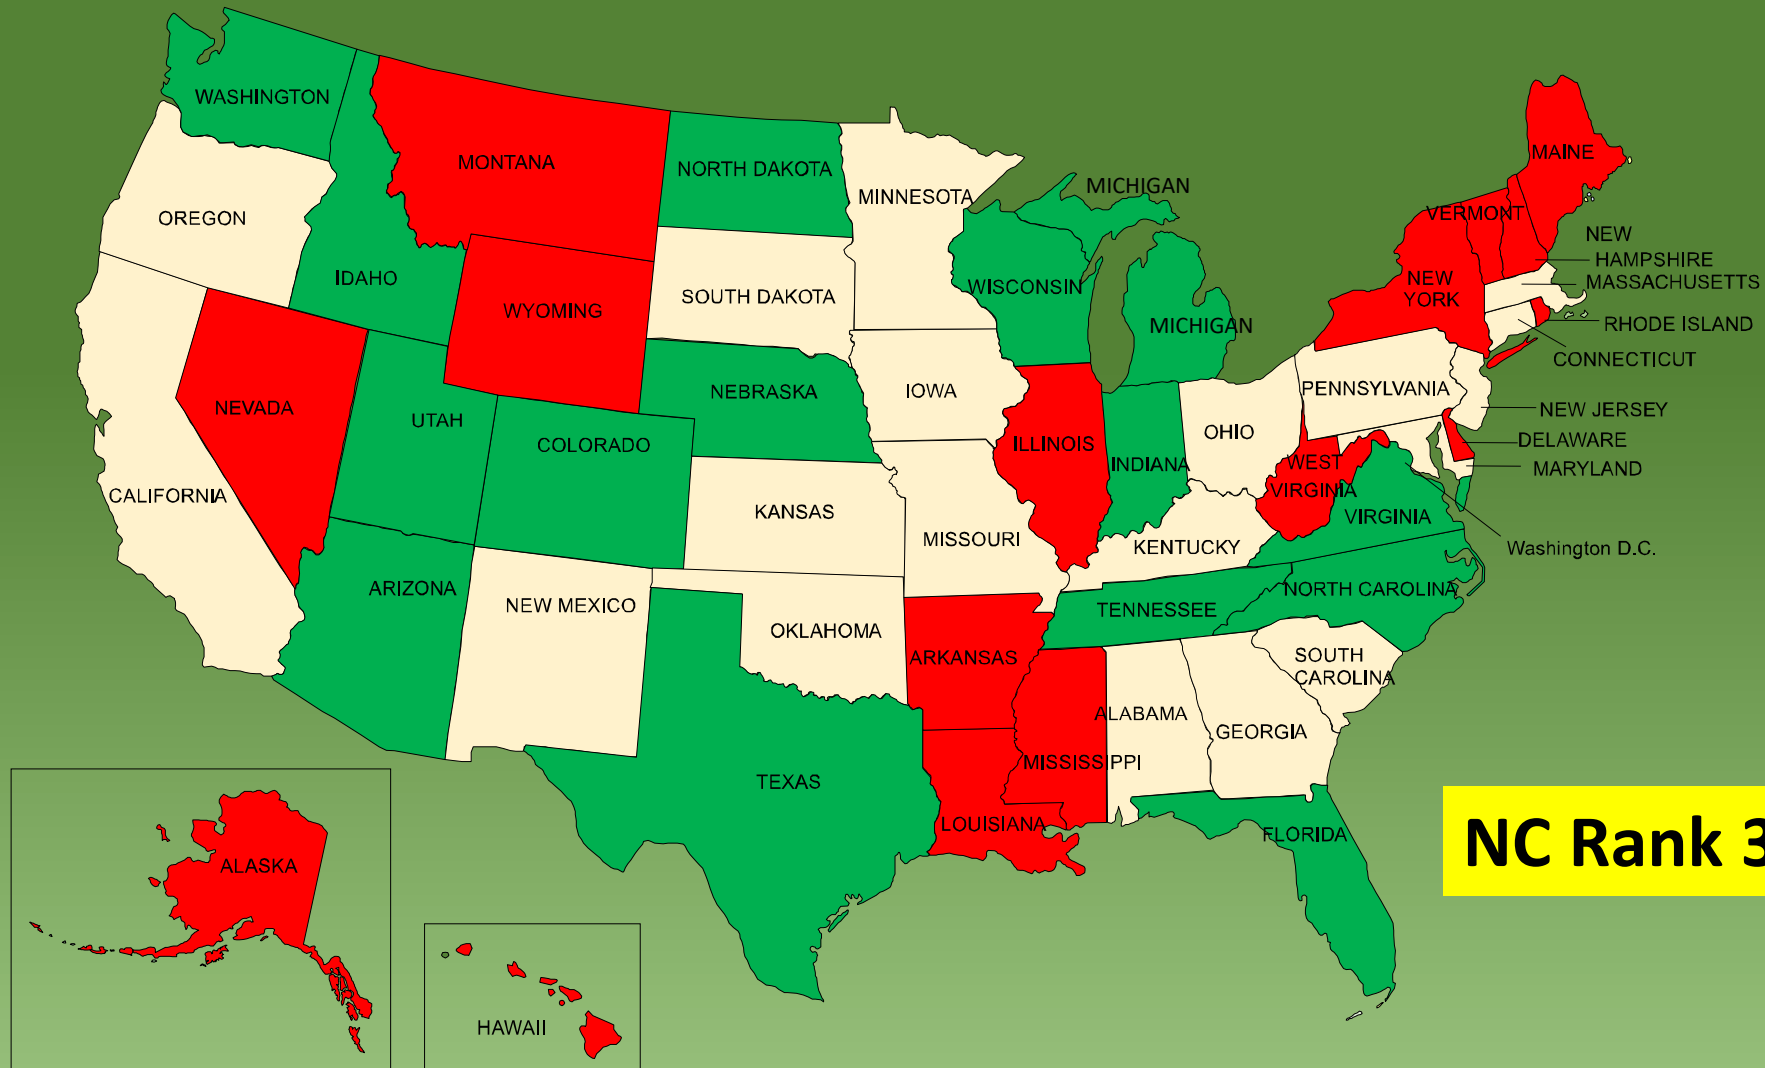 WASHINGTON
MONTANA
NORTH DAKOTA
MINNESOTA
MICHIGAN
MAINE
VERMONT
OREGON
NEW
HAMPSHIRE
IDAHO
WISCONSIN
NEW
YORK
MASSACHUSETTS
SOUTH DAKOTA
WYOMING
MICHIGAN
RHODE ISLAND
CONNECTICUT
NEBRASKA
IOWA
PENNSYLVANIA
NEVADA
UTAH
NEW JERSEY
COLORADO
ILLINOIS
OHIO
DELAWARE
INDIANA
WEST
VIRGINIA
MARYLAND
CALIFORNIA
KANSAS
VIRGINIA
MISSOURI
KENTUCKY
Washington D.C.
ARIZONA
NORTH CAROLINA
NEW MEXICO
TENNESSEE
OKLAHOMA
ARKANSAS
SOUTH
CAROLINA
ALABAMA
GEORGIA
MISSISSIPPI
TEXAS
LOUISIANA
FLORIDA
NC Rank 3
ALASKA
HAWAII